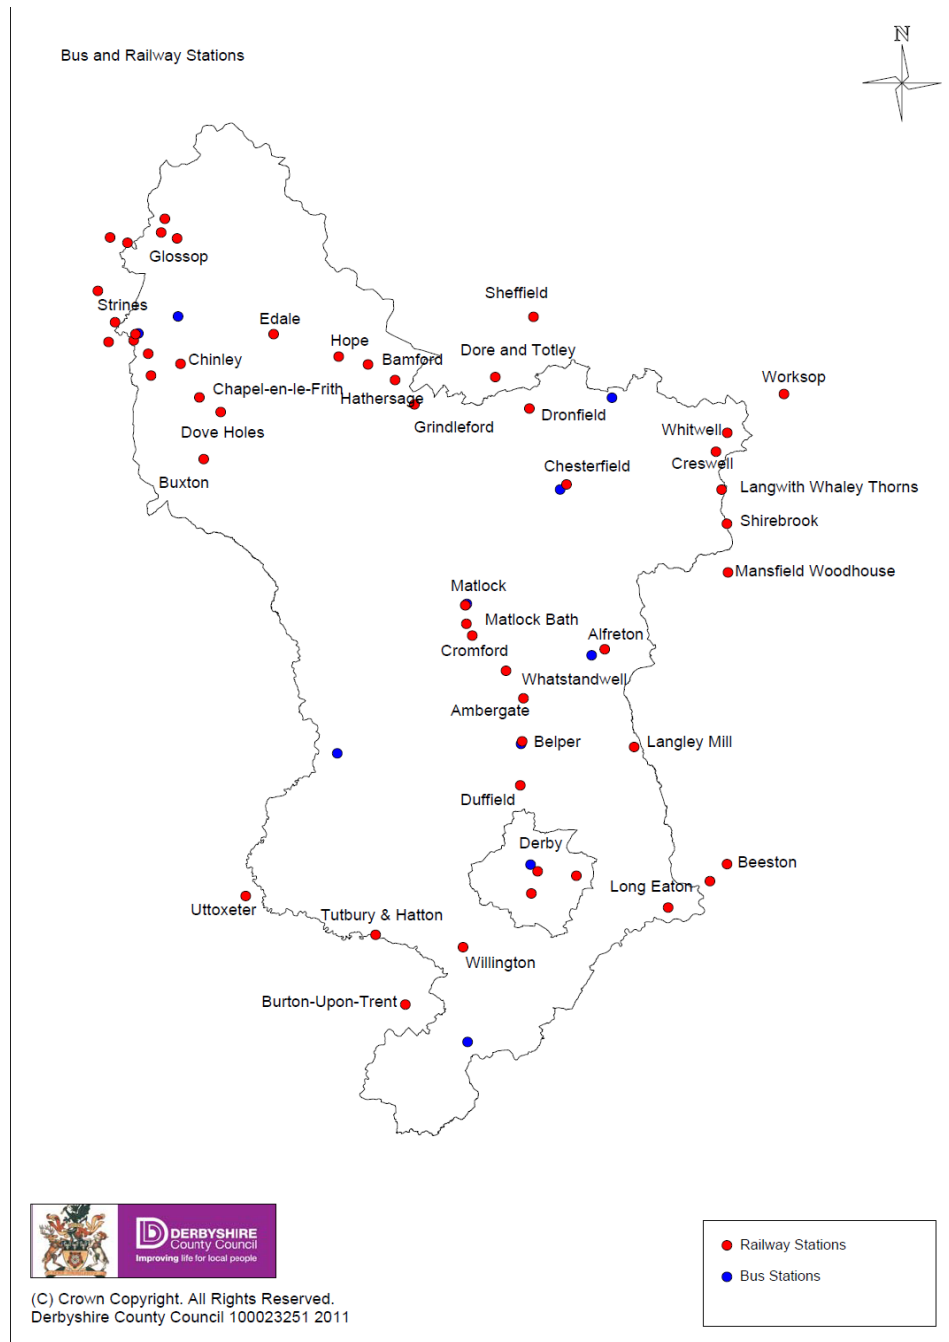 N
Bus and Railway Stations
Glossop
Sheffield
Strines
Edale
Hope
Dore and Totley
Bamford
Chinley
Worksop
Chapel-en-le-Frith
Hathersage
Dronfield
Grindleford
Dove Holes
Whitwell
Creswell
Chesterfield
Buxton
Langwith Whaley Thorns
Shirebrook
Mansfield Woodhouse
Matlock
Matlock Bath
Alfreton
Cromford
Whatstandwell
Ambergate
Belper
Langley Mill
Duffield
Derby
Beeston
Long Eaton
Uttoxeter
Tutbury & Hatton
Willington
Burton-Upon-Trent
DERBYSHIRE
County Council
Improving life for local people
Railway Stations
Bus Stations
(C) Crown Copyright. All Rights Reserved.
Derbyshire County Council 100023251 2011